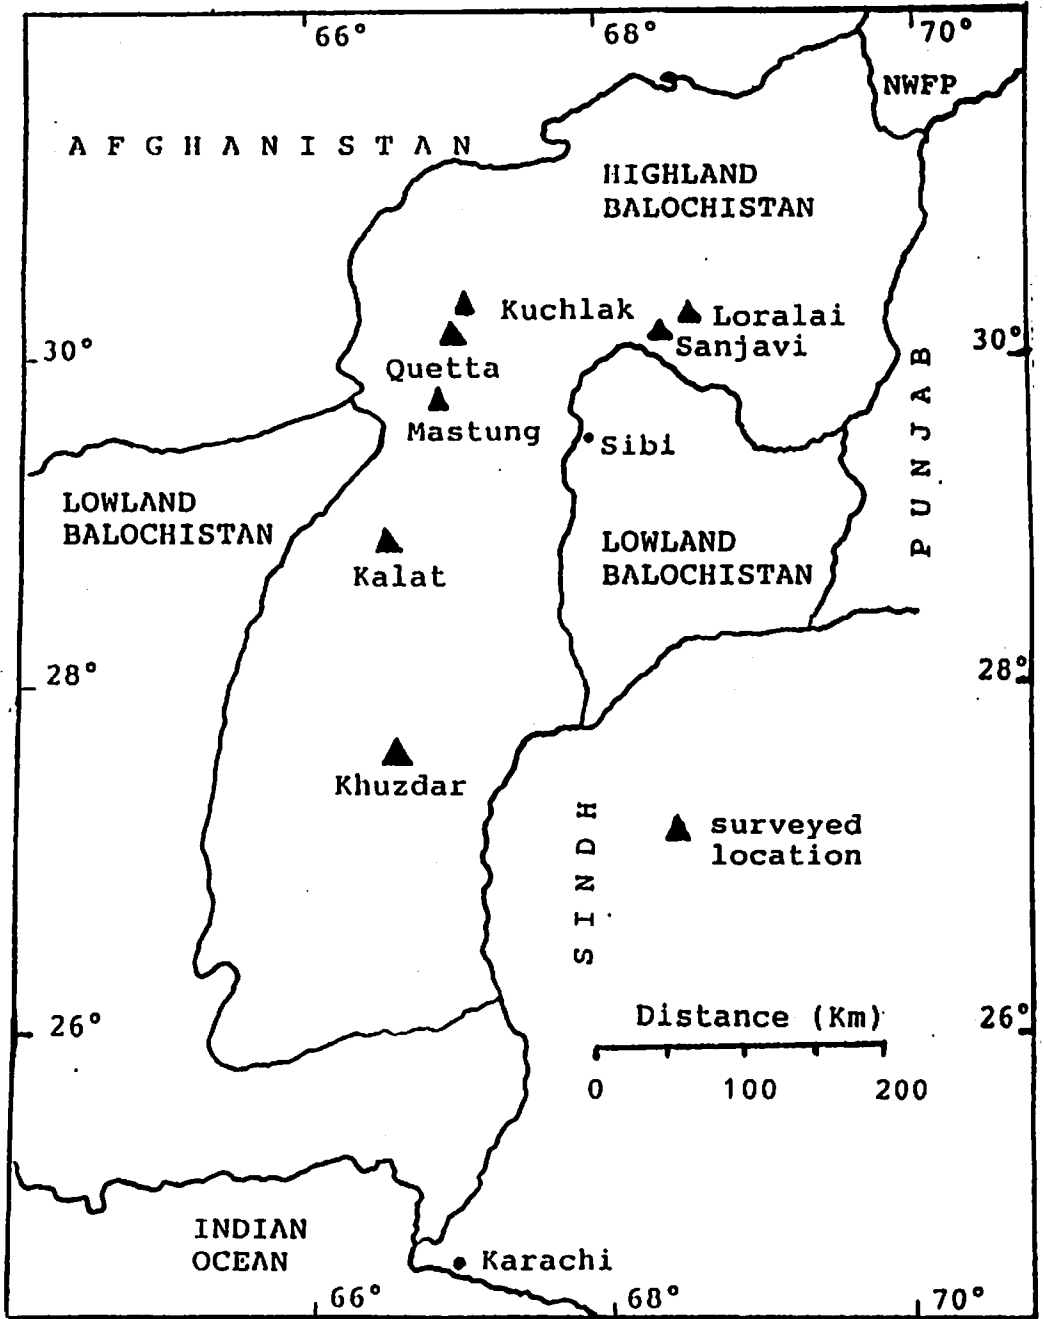 66° 68° 70°
NWFP
AFGHANISTAN
HIGHLAND
BALOCHISTAN
Kuchlak
Loralai
Sanjavi
30° 30°
Quetta
Mastung
Sibi
PUNJAB
LOWLAND
BALOCHISTAN
LOWLAND
BALOCHISTAN
Kalat
28° 28°
Khuzdar
SINDH
surveyed
location
26° 26°
Distance (Km)
0 100 200
INDIAN
OCEAN
Karachi
66° 68° 70°